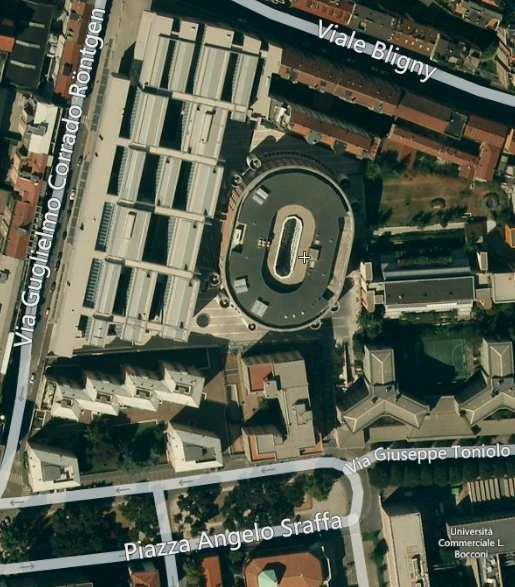 Viale Bligny
Via Guglielmo Corrado Röntgen
Via Giuseppe Toniolo
Piazza Angelo Sraffa
Università
Commerciale L.
Bocconi